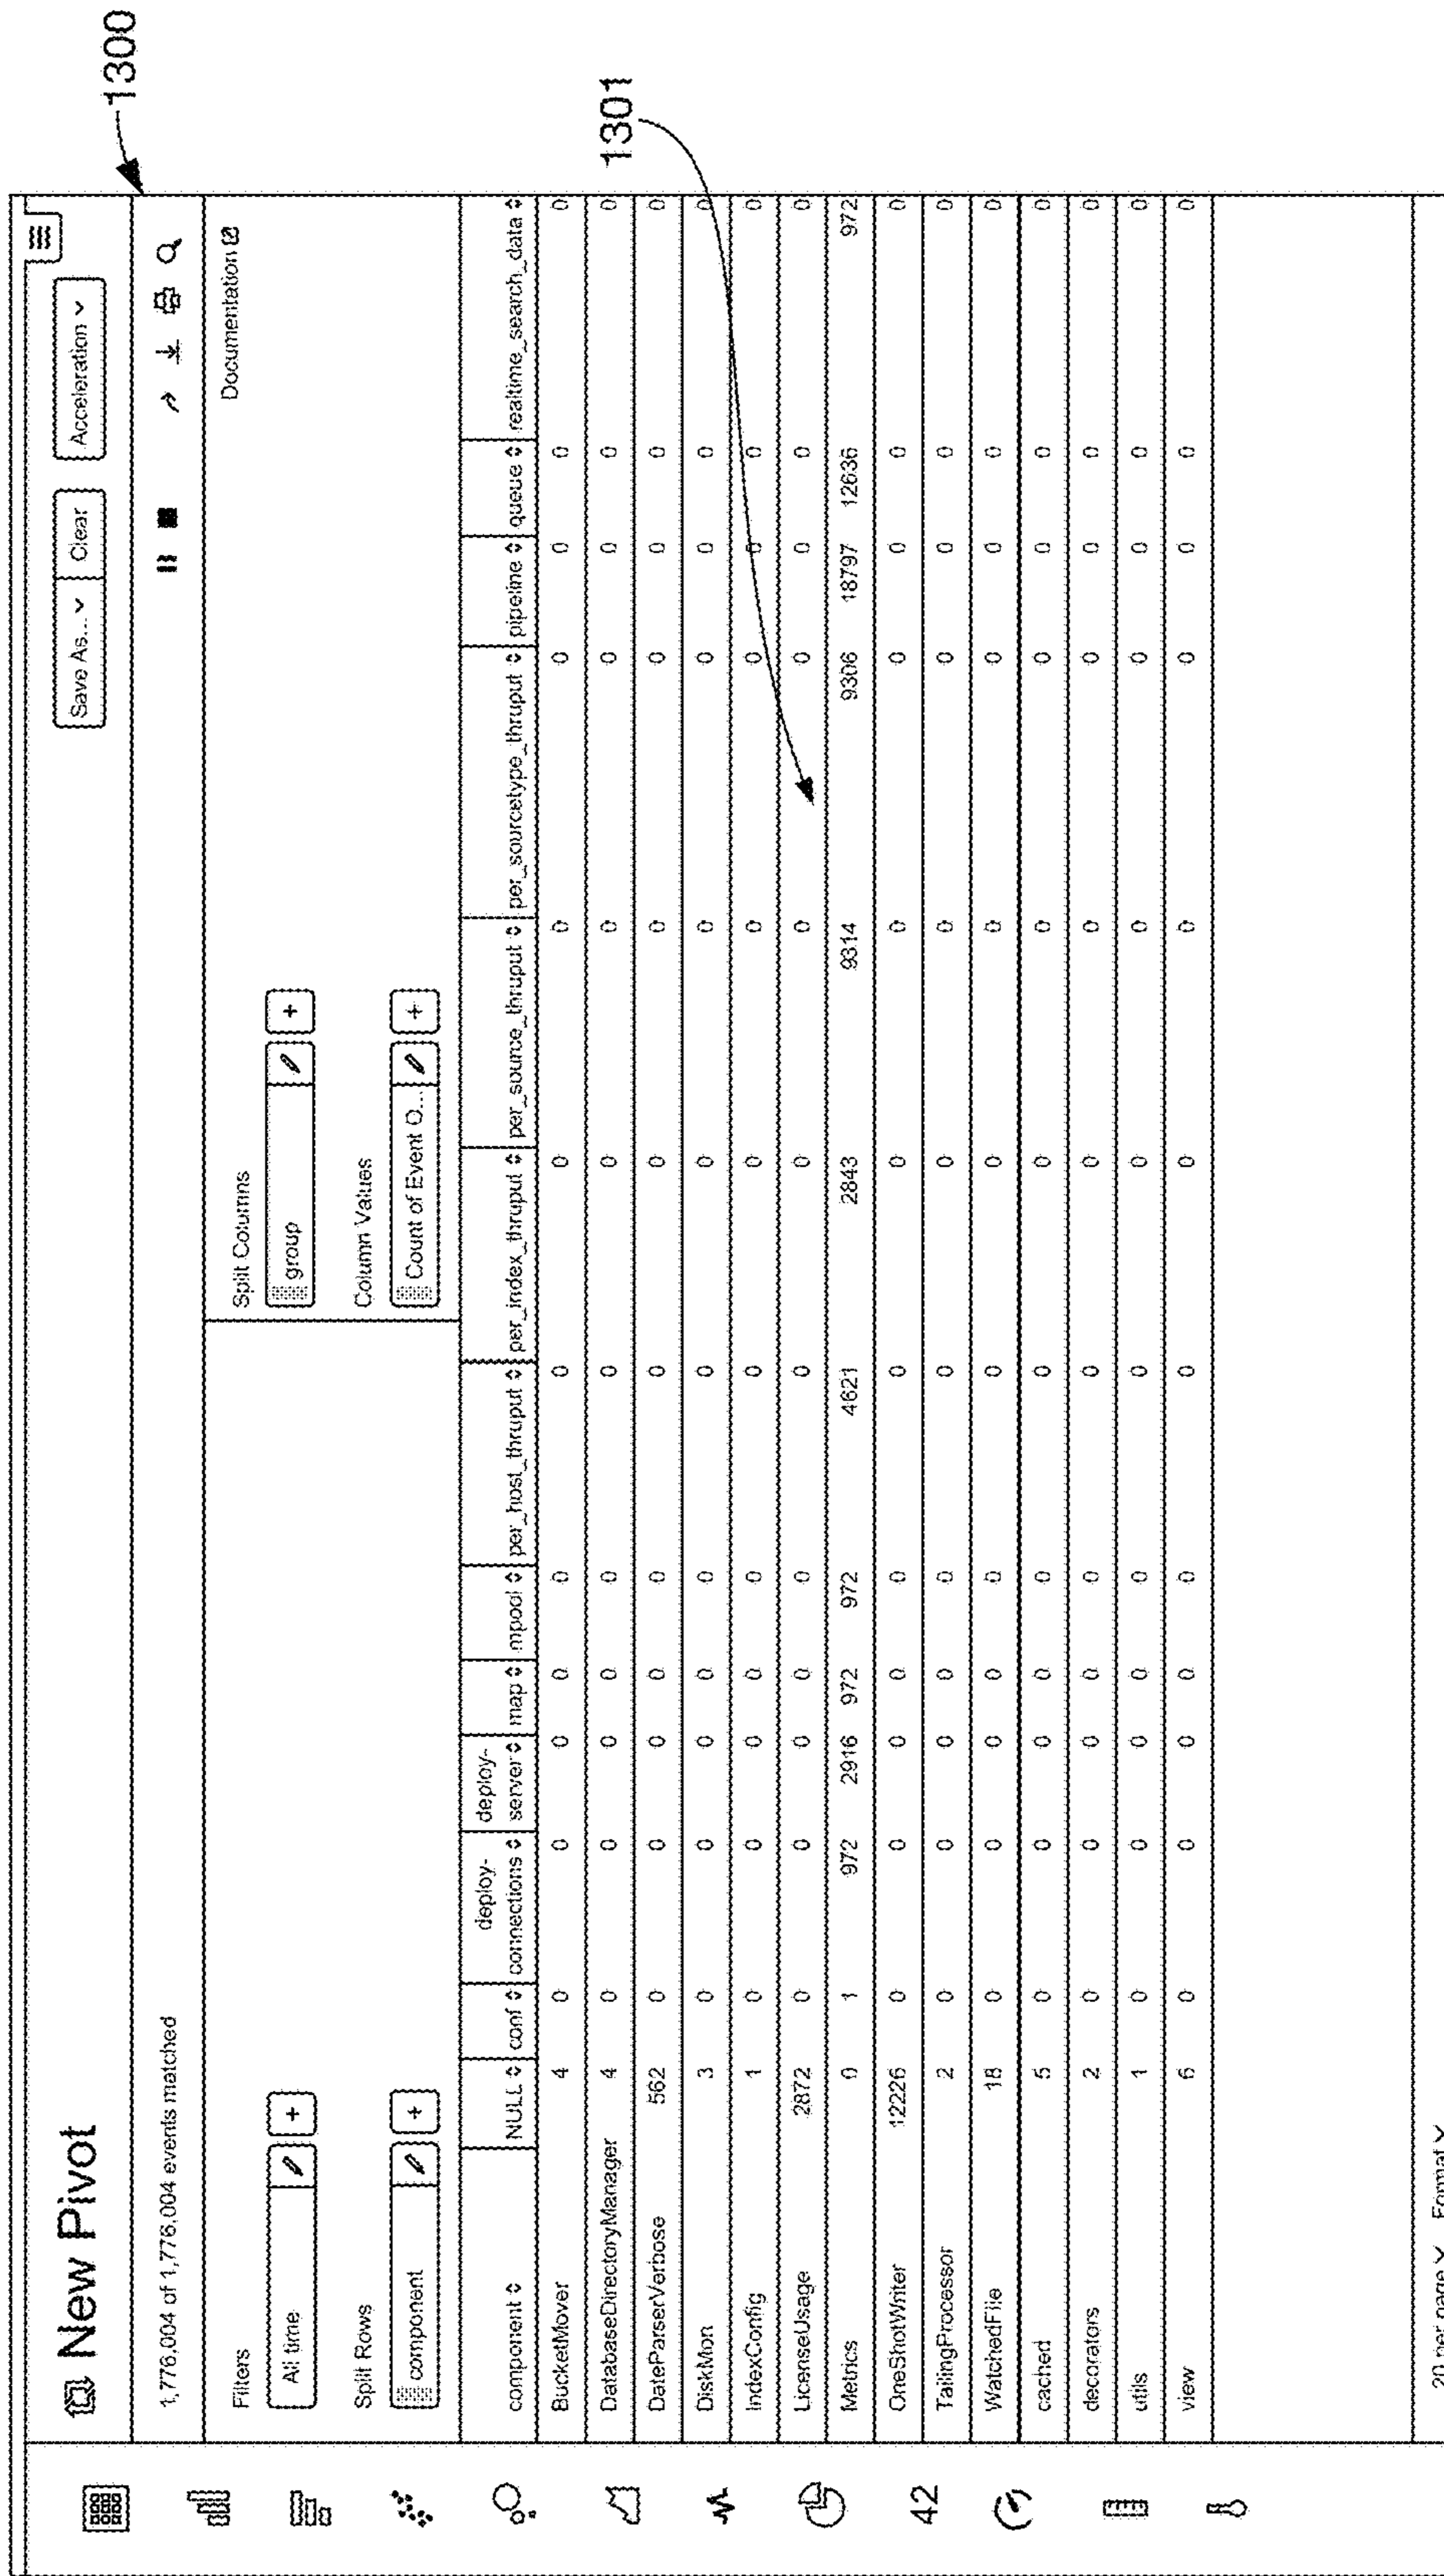 1300
New Pivot
Save As... Clear Acceleration
1,776,004 of 1,776,004 events matched
Filters
All time +
Split Columns
group +
Documentation
Split Rows
component +
Column Values
Count of Event O... +
component NULL conf deploy-connections deploy-server map mpool per_host_thruput per_index_thruput per_source_thruput per_sourcetype_thruput pipeline queue realtime_search_data
BucketMover 4 0 0 0 0 0 0 0 0 0 0 0 0
DatabaseDirectoryManager 4 0 0 0 0 0 0 0 0 0 0 0 0
DateParserVerbose 562 0 0 0 0 0 0 0 0 0 0 0 0
1301
DiskMon 3 0 0 0 0 0 0 0 0 0 0 0 0
IndexConfig 1 0 0 0 0 0 0 0 0 0 0 0 0
LicenseUsage 2872 0 0 0 0 0 0 0 0 0 0 0 0
Metrics 0 1 972 2916 972 972 4621 2843 9314 9306 18797 12636 972
OneShotWriter 12226 0 0 0 0 0 0 0 0 0 0 0 0
TailingProcessor 2 0 0 0 0 0 0 0 0 0 0 0 0
WatchedFile 18 0 0 0 0 0 0 0 0 0 0 0 0
cached 5 0 0 0 0 0 0 0 0 0 0 0 0
decorators 2 0 0 0 0 0 0 0 0 0 0 0 0
utils 1 0 0 0 0 0 0 0 0 0 0 0 0
view 6 0 0 0 0 0 0 0 0 0 0 0 0
42
20 per page Format